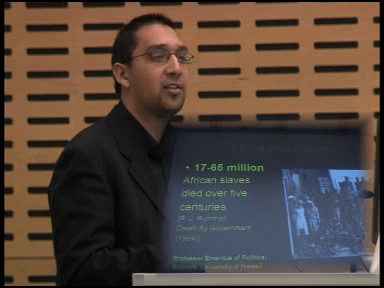 • 17-65 million
African slaves
died over five
centuries
(R. J. Rummel,
Death By Government
(1994))
Professor Emeritus of Political
Science, University of Hawaii